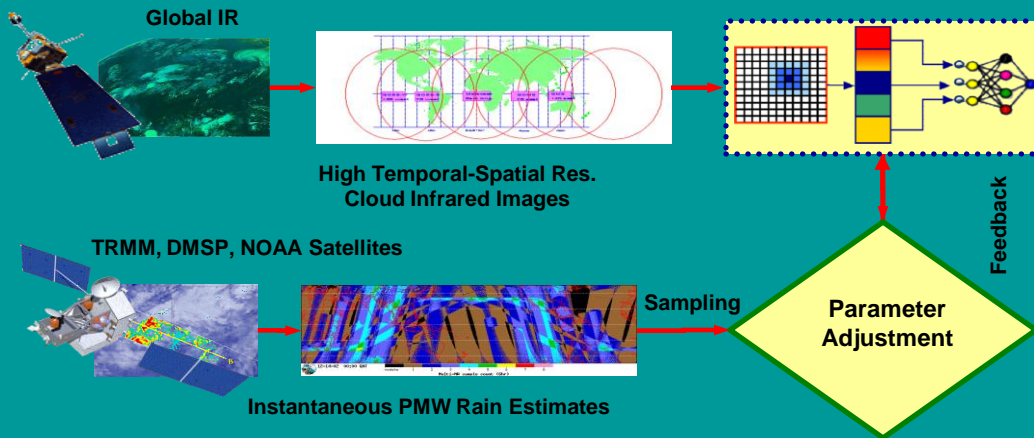 Global IR
High Temporal-Spatial Res.
Cloud Infrared Images
Feedback
TRMM, DMSP, NOAA Satellites
Sampling
Parameter
Adjustment
Instantaneous PMW Rain Estimates